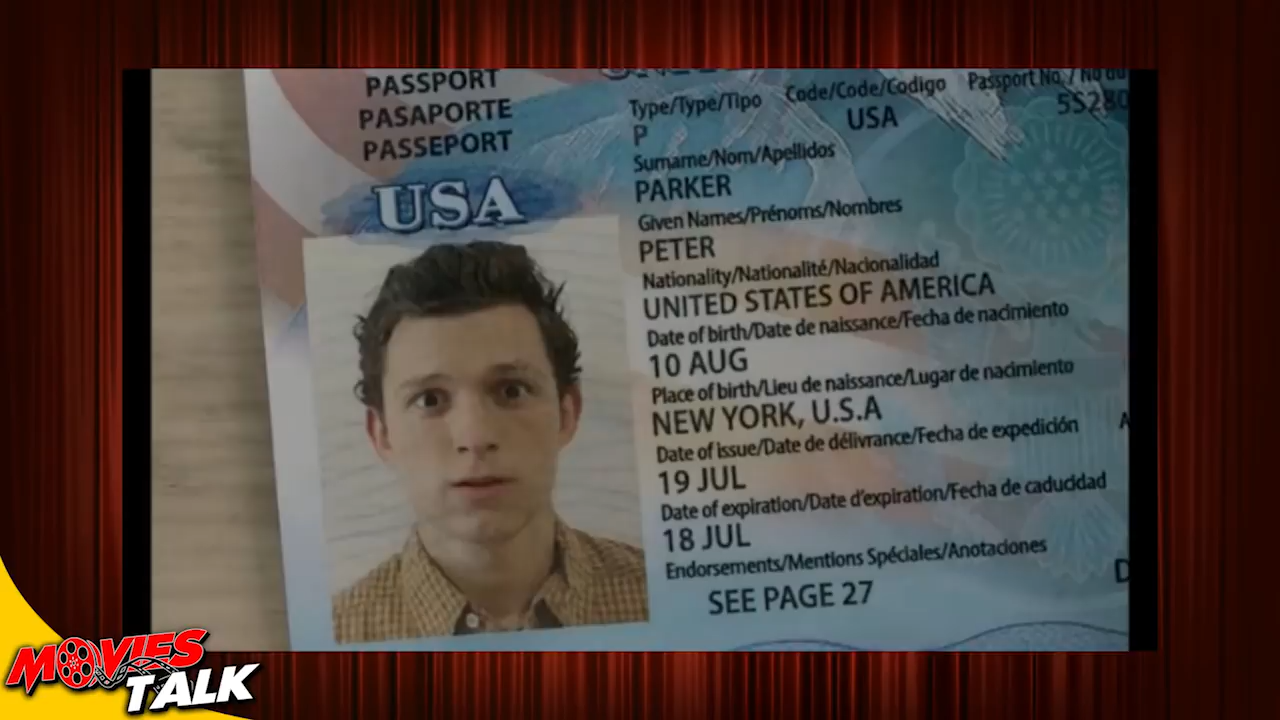 PASSPORT
PASAPORTE
PASSEPORT
USA
Type/Type/Tipo
Code/Code/Codigo
Passport No. / No du
P
USA
5528
Surname/Nom/Apellidos
PARKER
Given Names/Prénoms/Nombres
PETER
Nationality/Nationalité/Nacionalidad
UNITED STATES OF AMERICA
Date of birth/Date de naissance/Fecha de nacimiento
10 AUG
Place of birth/Lieu de naissance/Lugar de nacimiento
NEW YORK, U.S.A
Date of issue/Date de délivrance/Fecha de expedición
19 JUL
Date of expiration/Date d'expiration/Fecha de caducidad
18 JUL
Endorsements/Mentions Spéciales/Anotaciones
SEE PAGE 27
MOVIES
TALK